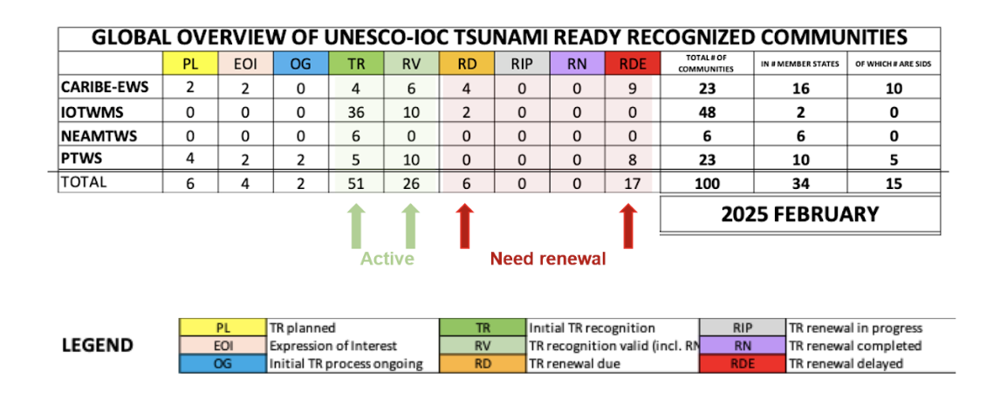 GLOBAL OVERVIEW OF UNESCO-IOC TSUNAMI READY RECOGNIZED COMMUNITIES
PL EOI OG TR RV RD RIP RN RDE TOTAL # OF COMMUNITIES IN # MEMBER STATES OF WHICH # ARE SIDS
CARIBE-EWS 2 2 0 4 6 4 0 0 9 23 16 10
IOTWMS 0 0 0 36 10 2 0 0 0 48 2 0
NEAMTWS 0 0 0 6 0 0 0 0 0 6 6 0
PTWS 4 2 2 5 10 0 0 0 8 23 10 5
TOTAL 6 4 2 51 26 6 0 0 17 100 34 15
2025 FEBRUARY
Active Need renewal
LEGEND
PL TR planned TR Initial TR recognition RIP TR renewal in progress
EOI Expression of Interest RV TR recognition valid (incl. RN RN TR renewal completed
OG Initial TR process ongoing RD TR renewal due RDE TR renewal delayed